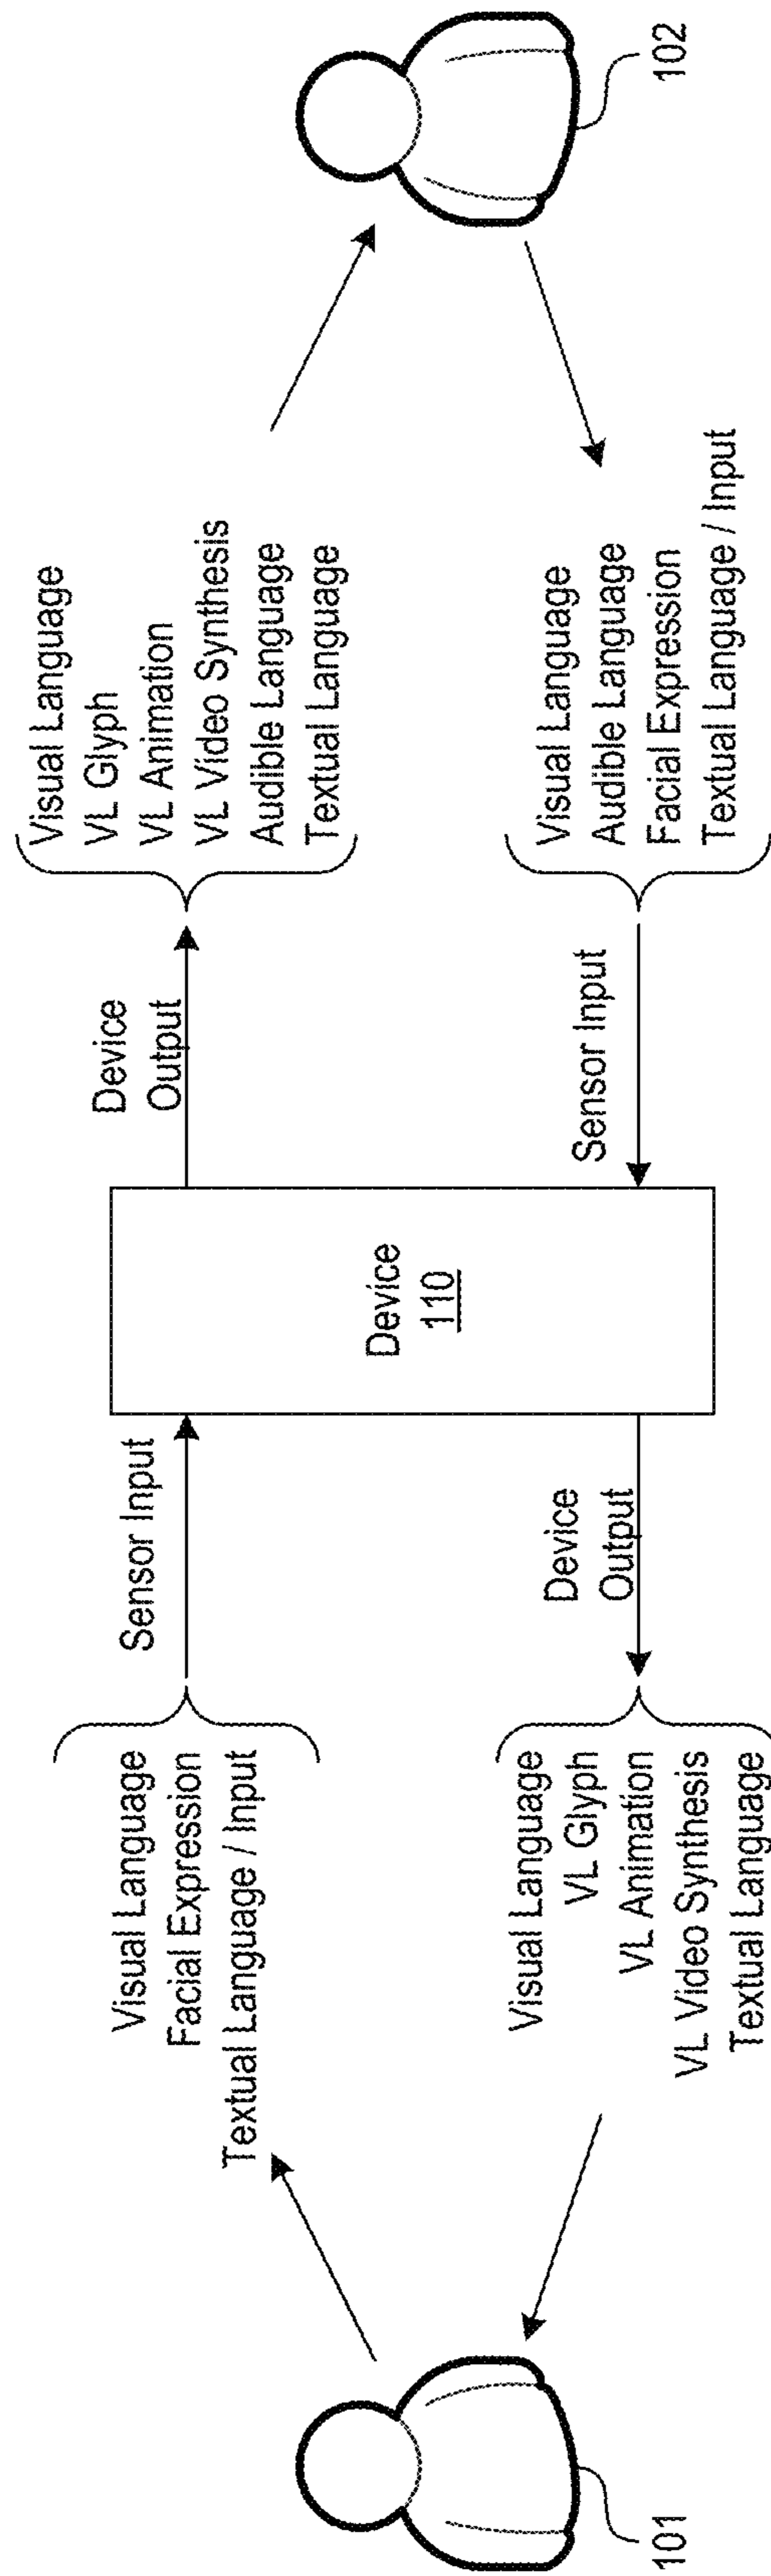 Visual Language
Facial Expression
Textual Language / Input
Sensor Input
Device
Output
Visual Language
VL Glyph
VL Animation
VL Video Synthesis
Audible Language
Textual Language
Device
110
Visual Language
VL Glyph
VL Animation
VL Video Synthesis
Textual Language
Device
Output
Sensor Input
Visual Language
Audible Language
Facial Expression
Textual Language / Input
101
102